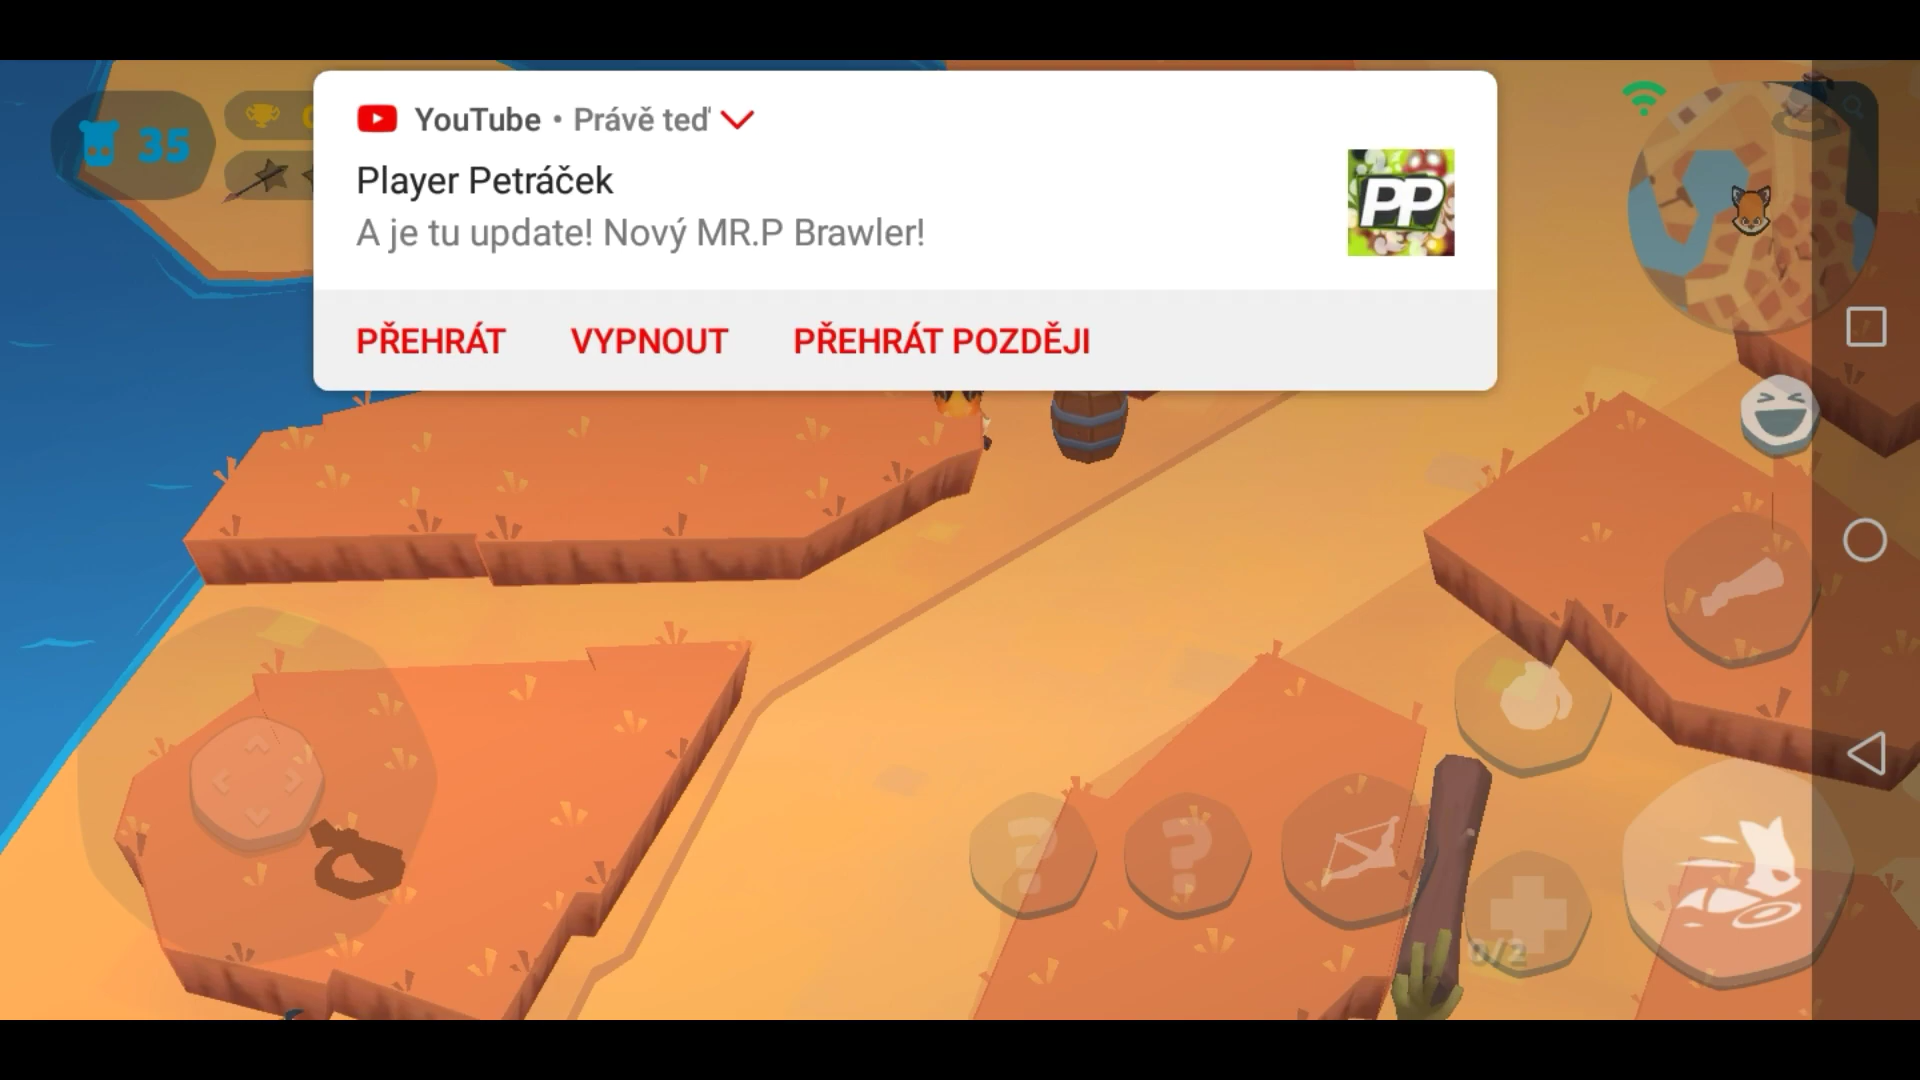 YouTube • Právě teď
35
Player Petráček
PP
A je tu update! Nový MR.P Brawler!
PŘEHRÁT VYPNOUT PŘEHRÁT POZDĚJI
? ?
0/2